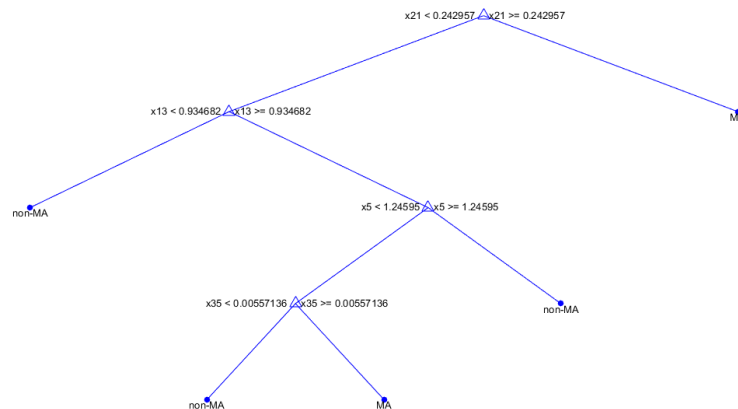 x21 < 0.242957 x21 >= 0.242957
x13 < 0.934682 x13 >= 0.934682
M
non-MA
x5 < 1.24595 x5 >= 1.24595
x35 < 0.00557136 x35 >= 0.00557136
non-MA
non-MA
MA